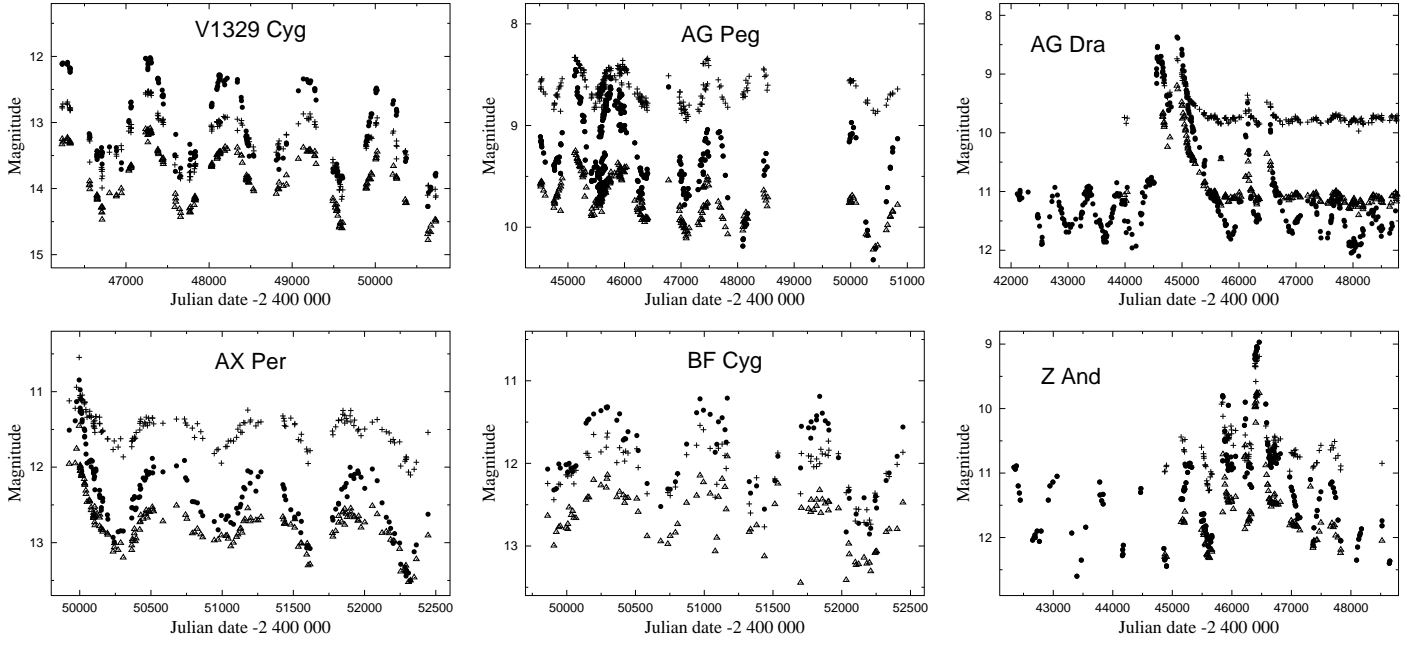 V1329 Cyg
Magnitude
12
13
14
15
47000 48000 49000 50000
Julian date -2 400 000
AG Peg
Magnitude
8
9
10
45000 46000 47000 48000 49000 50000 51000
Julian date -2 400 000
AG Dra
Magnitude
8
9
10
11
12
42000 43000 44000 45000 46000 47000 48000
Julian date -2 400 000
AX Per
Magnitude
11
12
13
50000 50500 51000 51500 52000 52500
Julian date -2 400 000
BF Cyg
Magnitude
11
12
13
50000 50500 51000 51500 52000 52500
Julian date -2 400 000
Z And
Magnitude
9
10
11
12
43000 44000 45000 46000 47000 48000
Julian date -2 400 000